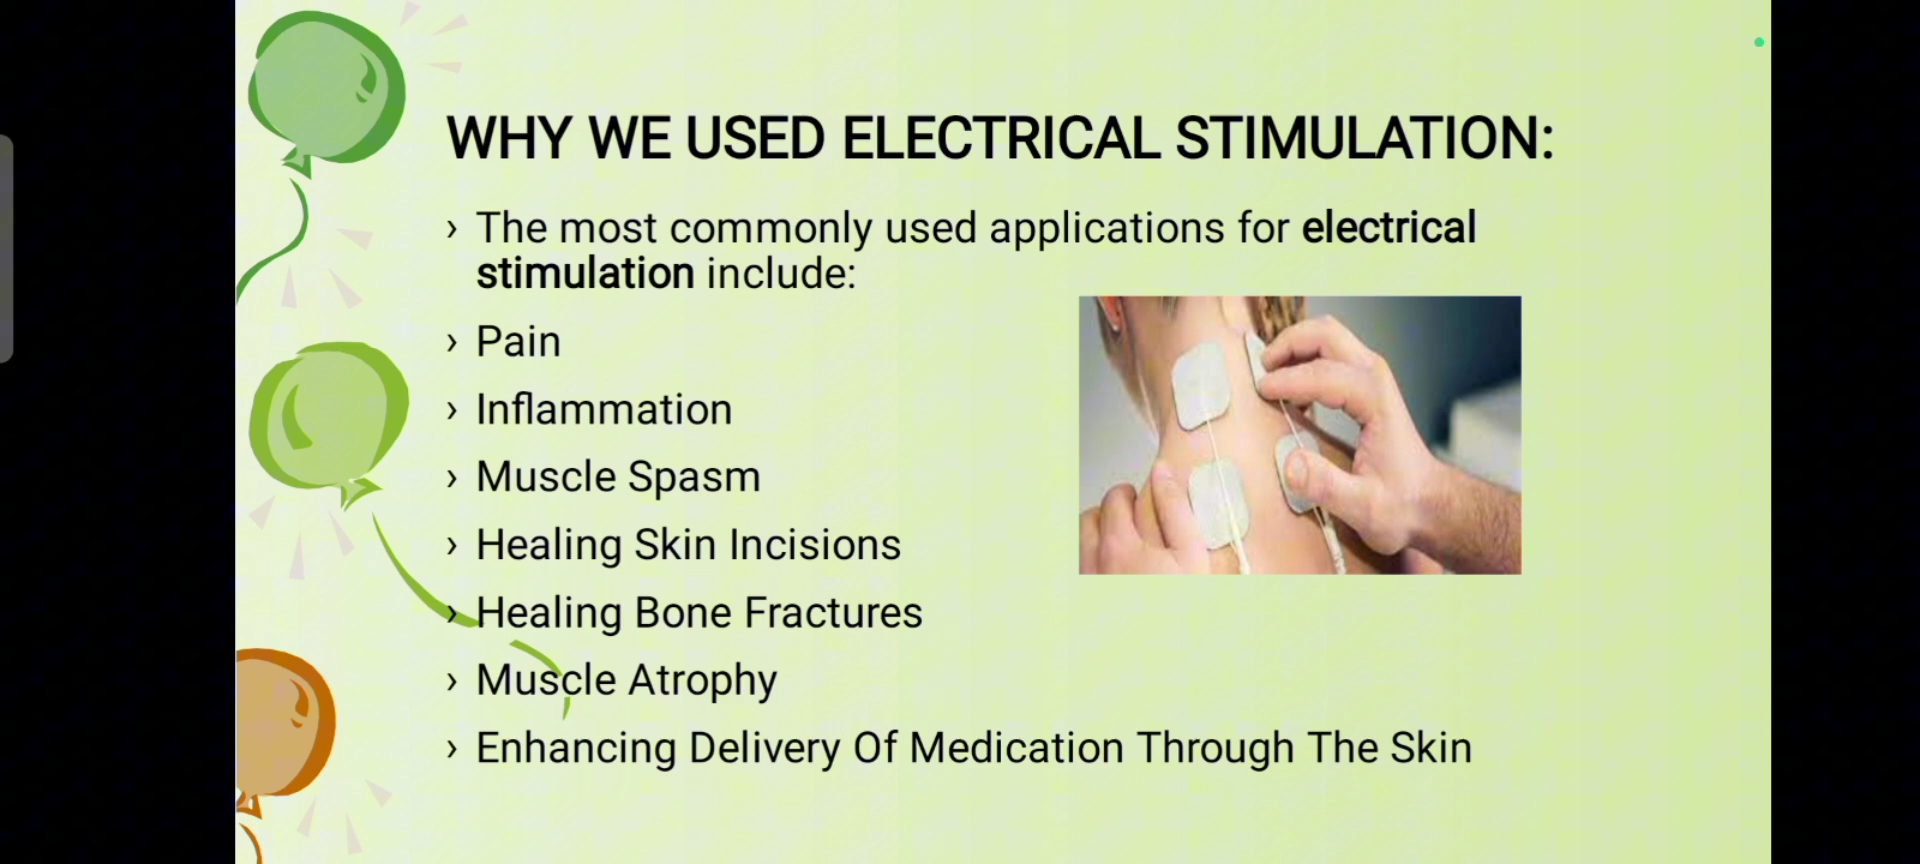 WHY WE USED ELECTRICAL STIMULATION:
› The most commonly used applications for electrical
stimulation include:
› Pain
› Inflammation
› Muscle Spasm
› Healing Skin Incisions
› Healing Bone Fractures
› Muscle Atrophy
› Enhancing Delivery Of Medication Through The Skin